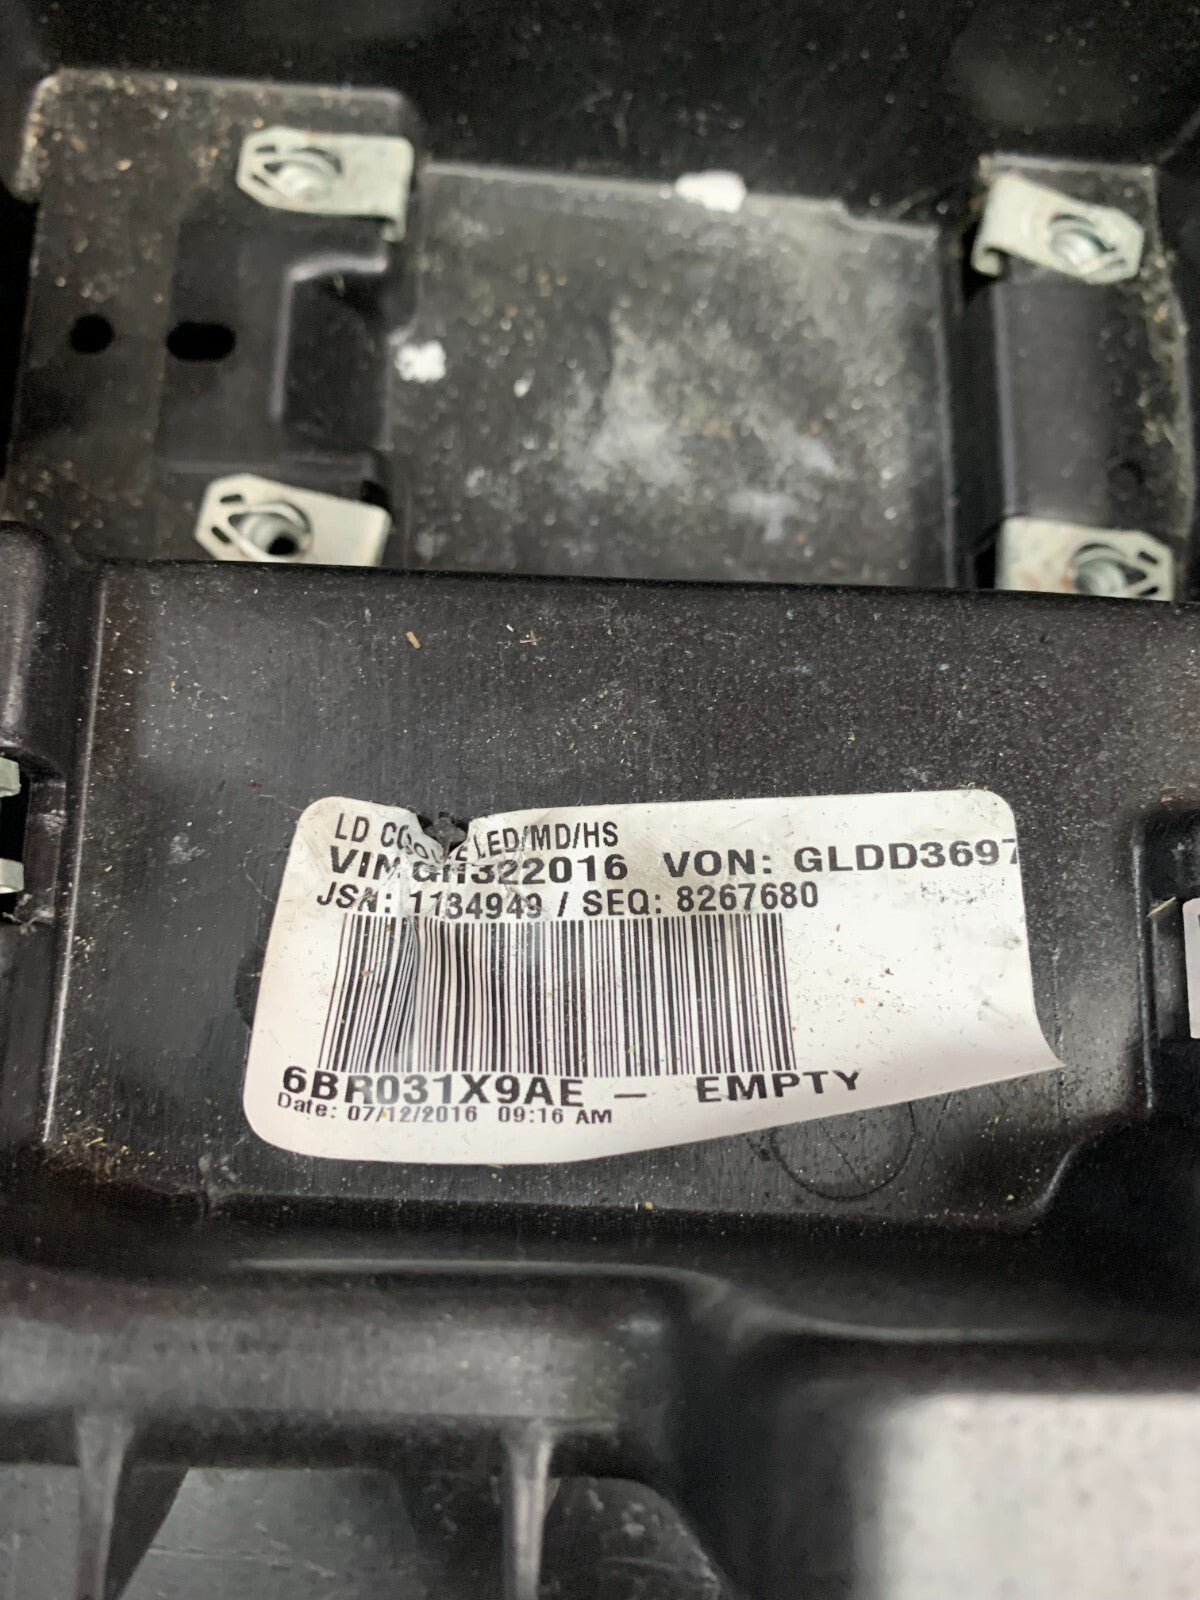 LD LED/MD/HS
VIN GH322016 VON: GLDD3697
JSN: 1134949 / SEQ: 8267680
6BR031X9AE – EMPTY
Date: 07/12/2016 09:16 AM